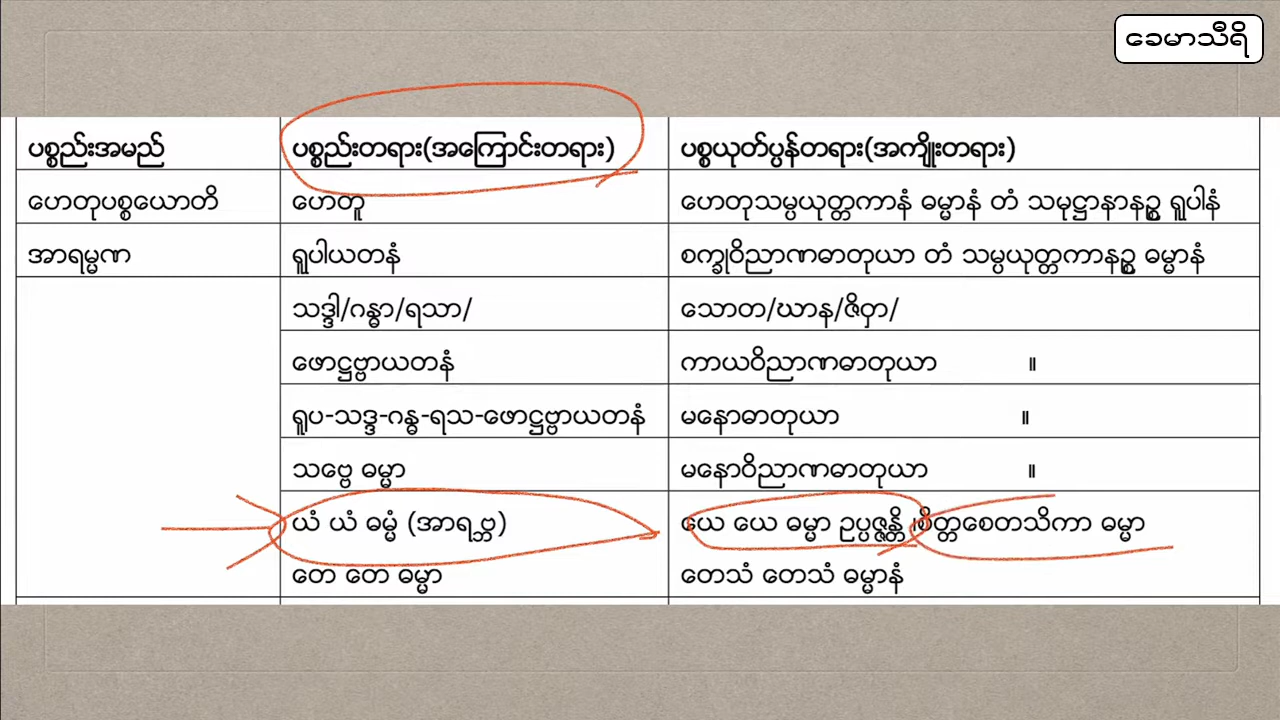 ခေမာသီရိ
ပစ္စည်းအမည် ပစ္စည်းတရား(အကြောင်းတရား) ပစ္စယုတ်ပ္ပန်တရား(အကျိုးတရား)
ဟေတုပစ္စယောတိ ဟေတူ ဟေတုသမ္ပယုတ္တကာနံ ဓမ္မာနံ တံ သမုဋ္ဌာနာနဉ္စ ရူပါနံ
အာရမ္မဏ ရူပါယတနံ စက္ခုဝိညာဏဓာတုယာ တံ သမ္ပယုတ္တကာနဉ္စ ဓမ္မာနံ
သဒ္ဒါ/ဂန္ဓာ/ရသာ/ သောတ/ဃာန/ဇိဝှာ/
ဖောဋ္ဌဗ္ဗာယတနံ ကာယဝိညာဏဓာတုယာ ။
ရူပ-သဒ္ဒ-ဂန္ဓ-ရသ-ဖောဋ္ဌဗ္ဗာယတနံ မနောဓာတုယာ ။
သဗ္ဗေ ဓမ္မာ မနောဝိညာဏဓာတုယာ ။
ယံ ယံ ဓမ္မံ (အာရဗ္ဘ) ယေ ယေ ဓမ္မာ ဥပ္ပဇ္ဇန္တိ စိတ္တစေတသိကာ ဓမ္မာ
တေ တေ ဓမ္မာ တေသံ တေသံ ဓမ္မာနံ